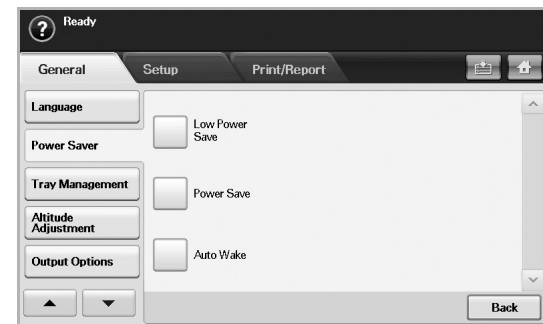 Ready
General
Setup
Print/Report
Language
Power Saver
Tray Management
Altitude
Adjustment
Output Options
Low Power
Save
Power Save
Auto Wake
Back